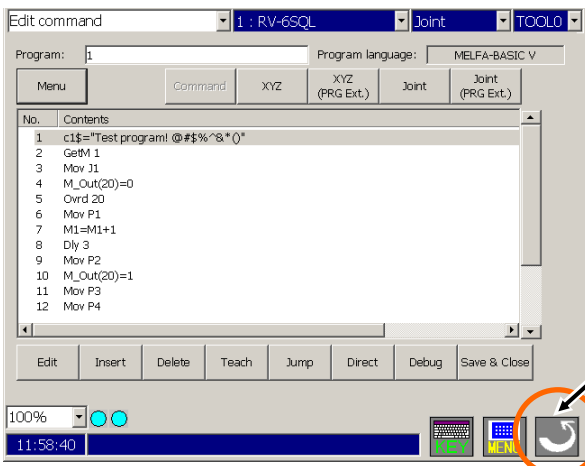 Edit command 1 : RV-6SQL Joint TOOL0
Program: 1 Program language: MELFA-BASIC V
Menu Command XYZ XYZ (PRG Ext.) Joint Joint (PRG Ext.)
No. Contents
1 c1$="Test program! @#$%^&*()"
2 GetM 1
3 Mov J1
4 M_Out(20)=0
5 Ovrd 20
6 Mov P1
7 M1=M1+1
8 Dly 3
9 Mov P2
10 M_Out(20)=1
11 Mov P3
12 Mov P4
Edit Insert Delete Teach Jump Direct Debug Save & Close
100%
KEY MENU
11:58:40